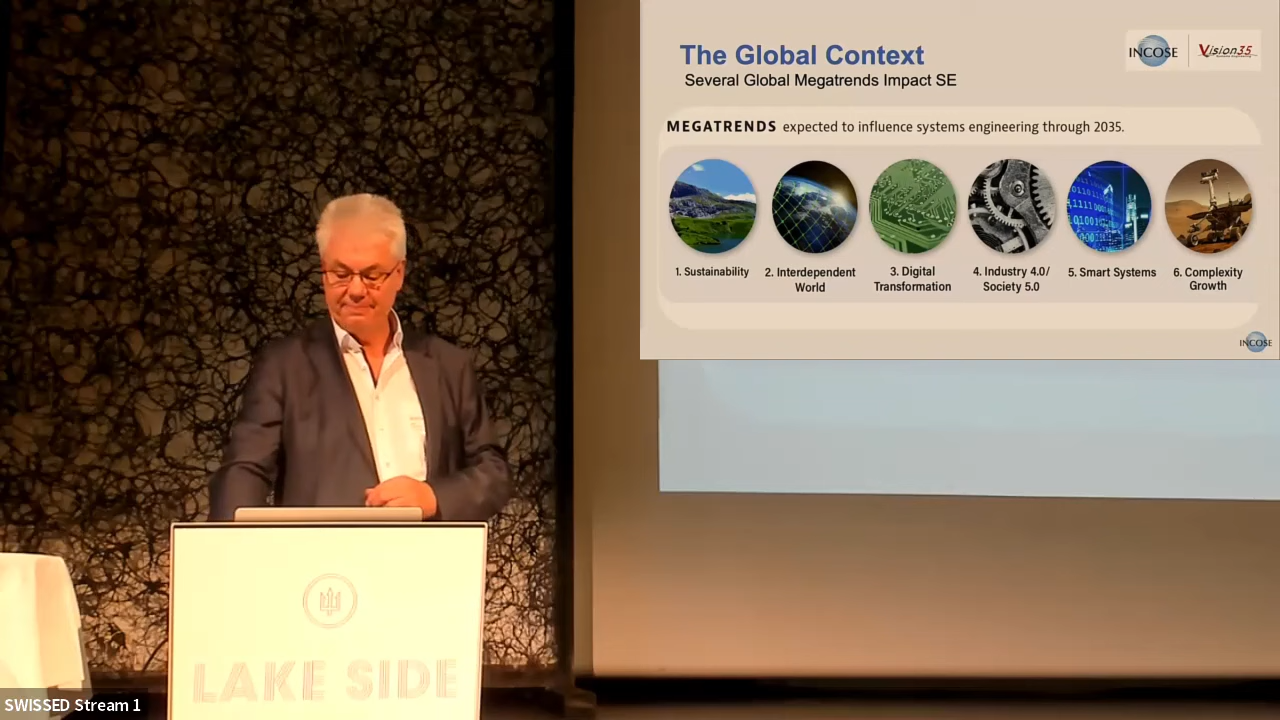 The Global Context
Several Global Megatrends Impact SE
INCOSE
Vision35
MEGATRENDS expected to influence systems engineering through 2035.
1. Sustainability
2. Interdependent
World
3. Digital
Transformation
4. Industry 4.0/
Society 5.0
5. Smart Systems
6. Complexity
Growth
INCOSE
LAKE SIDE
SWISSED Stream 1